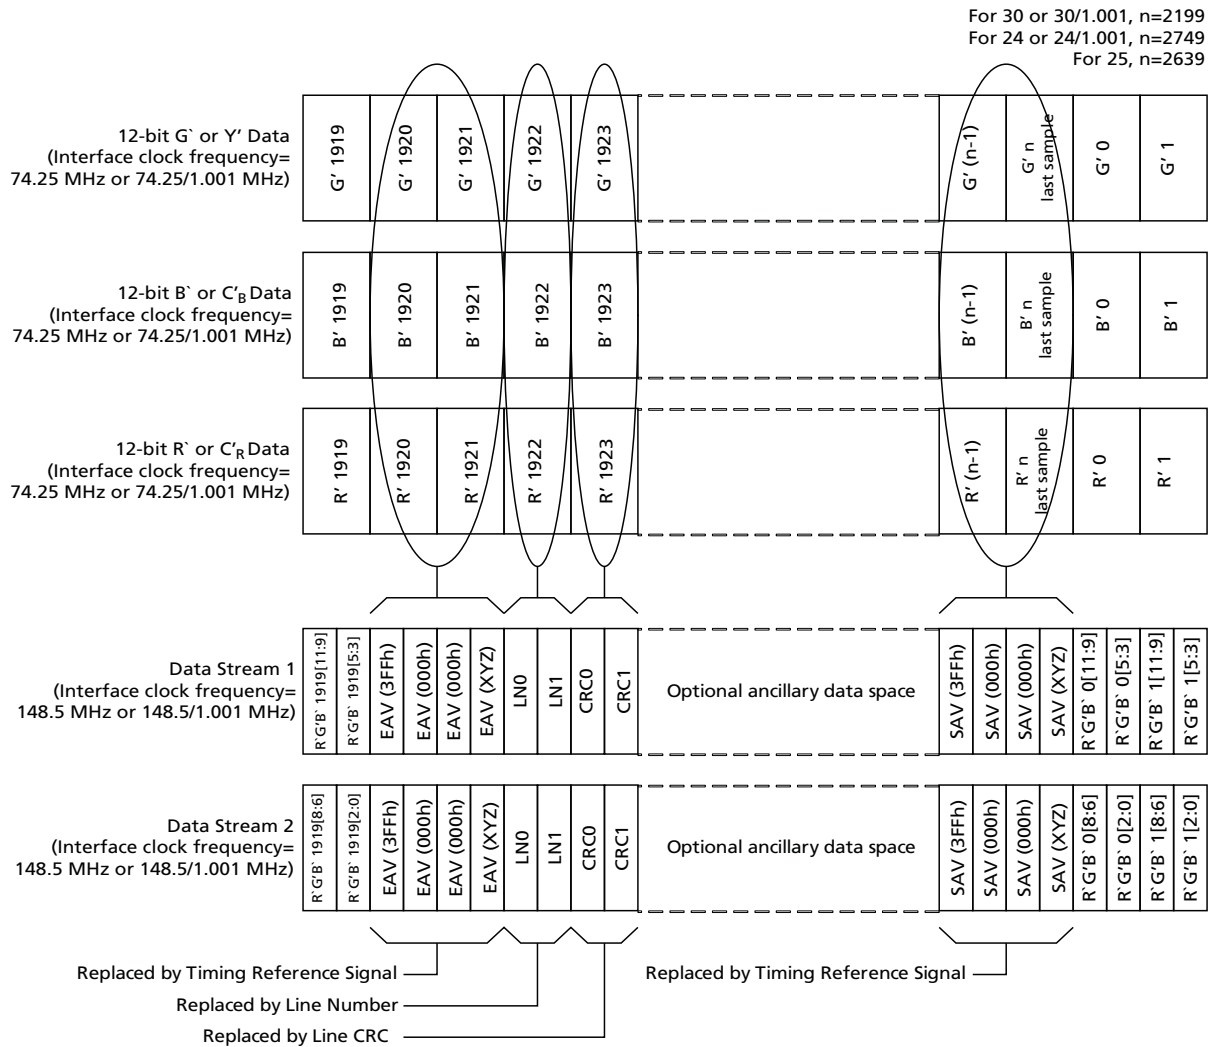 For 30 or 30/1.001, n=2199
For 24 or 24/1.001, n=2749
For 25, n=2639
12-bit G` or Y’ Data
(Interface clock frequency=
74.25 MHz or 74.25/1.001 MHz)
G’ 1919
G’ 1920
G’ 1921
G’ 1922
G’ 1923
G’ (n-1)
G’ n
last sample
G’ 0
G’ 1
12-bit B` or C’B Data
(Interface clock frequency=
74.25 MHz or 74.25/1.001 MHz)
B’ 1919
B’ 1920
B’ 1921
B’ 1922
B’ 1923
B’ (n-1)
B’ n
last sample
B’ 0
B’ 1
12-bit R` or C’R Data
(Interface clock frequency=
74.25 MHz or 74.25/1.001 MHz)
R’ 1919
R’ 1920
R’ 1921
R’ 1922
R’ 1923
R’ (n-1)
R’ n
last sample
R’ 0
R’ 1
Data Stream 1
(Interface clock frequency=
148.5 MHz or 148.5/1.001 MHz)
R`G’B` 1919[11:9]
R`G’B` 1919[5:3]
EAV (3FFh)
EAV (000h)
EAV (000h)
EAV (XYZ)
LN0
LN1
CRC0
CRC1
Optional ancillary data space
SAV (3FFh)
SAV (000h)
SAV (000h)
SAV (XYZ)
R`G’B` 0[11:9]
R`G’B` 0[5:3]
R`G’B` 1[11:9]
R`G’B` 1[5:3]
Data Stream 2
(Interface clock frequency=
148.5 MHz or 148.5/1.001 MHz)
R`G’B` 1919[8:6]
R`G’B` 1919[2:0]
EAV (3FFh)
EAV (000h)
EAV (000h)
EAV (XYZ)
LN0
LN1
CRC0
CRC1
Optional ancillary data space
SAV (3FFh)
SAV (000h)
SAV (000h)
SAV (XYZ)
R`G’B` 0[8:6]
R`G’B` 0[2:0]
R`G’B` 1[8:6]
R`G’B` 1[2:0]
Replaced by Timing Reference Signal
Replaced by Timing Reference Signal
Replaced by Line Number
Replaced by Line CRC